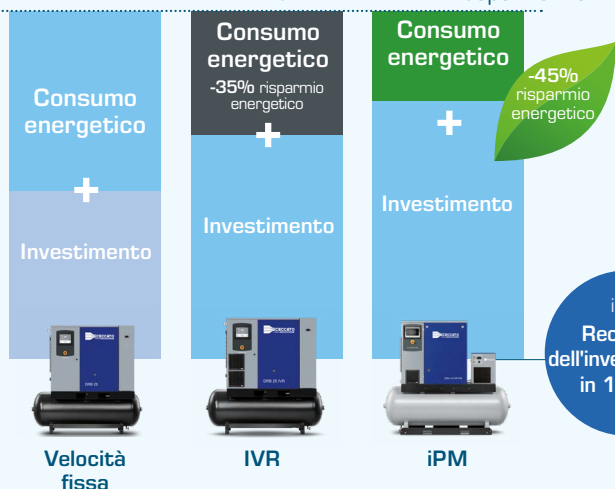 Consumo
energetico
Investimento
Velocità
fissa
Consumo
energetico
-35% risparmio
energetico
Investimento
CECCATO
IVR
Consumo
energetico
Investimento
iPM
-45%
risparmio
energetico
dell'inve
in 1